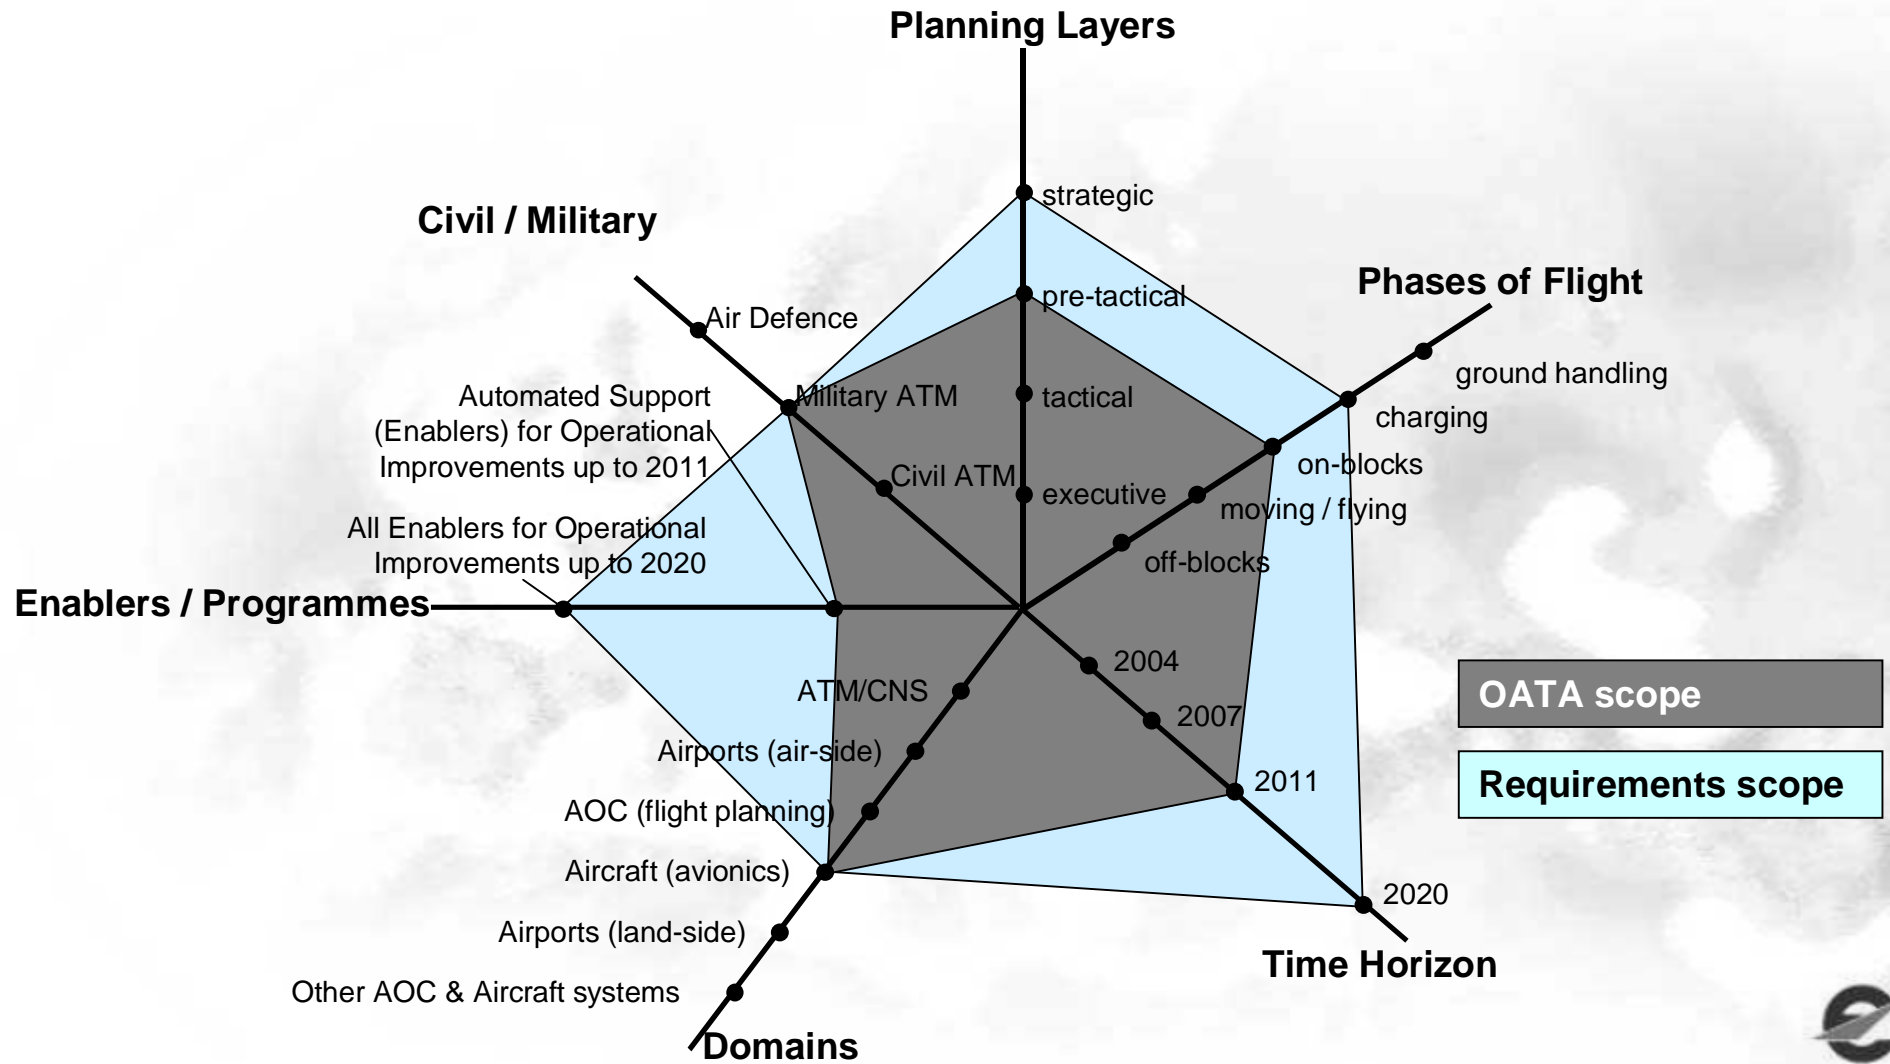 Planning Layers
strategic
Civil / Military
Phases of Flight
pre-tactical
Air Defence
ground handling
Automated Support
(Enablers) for Operational
Improvements up to 2011
Military ATM
tactical
charging
on-blocks
Civil ATM
executive
moving / flying
All Enablers for Operational
Improvements up to 2020
off-blocks
Enablers / Programmes
2004
ATM/CNS
OATA scope
2007
Airports (air-side)
2011
Requirements scope
AOC (flight planning)
Aircraft (avionics)
2020
Airports (land-side)
Time Horizon
Other AOC & Aircraft systems
Domains